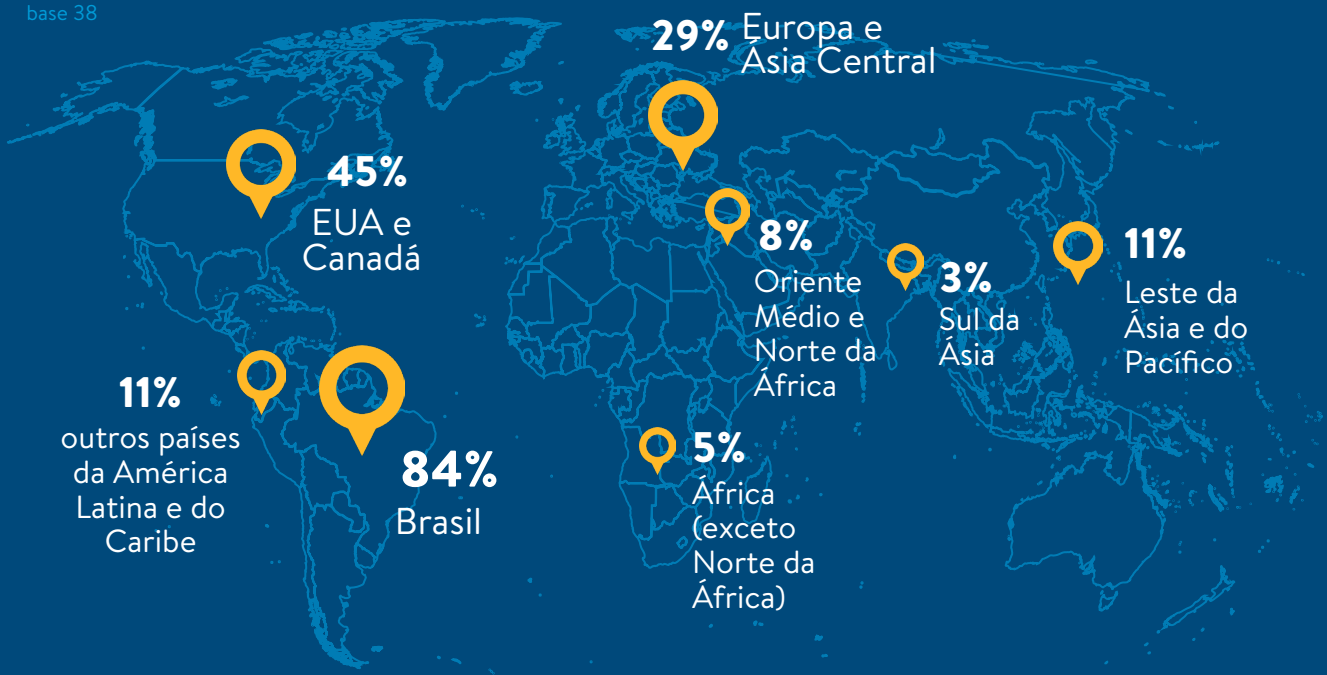 base 38
29% Europa e
Ásia Central
45%
EUA e
Canadá
8%
Oriente
Médio e
Norte da
África
3%
Sul da
Ásia
11%
Leste da
Ásia e do
Pacífico
11%
outros países
da América
Latina e do
Caribe
84%
Brasil
5%
África
(exceto
Norte da
África)